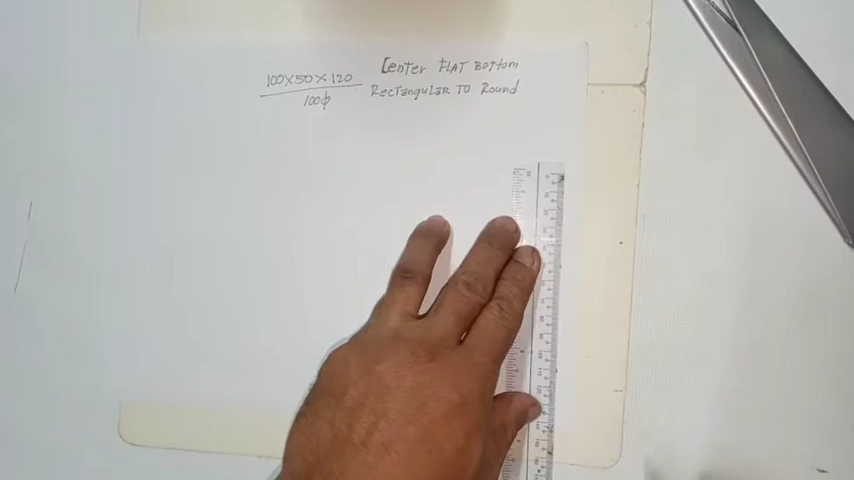 100X50X120
100ϕ
Center FLAT BOTTom
RecTanguLar TO Round